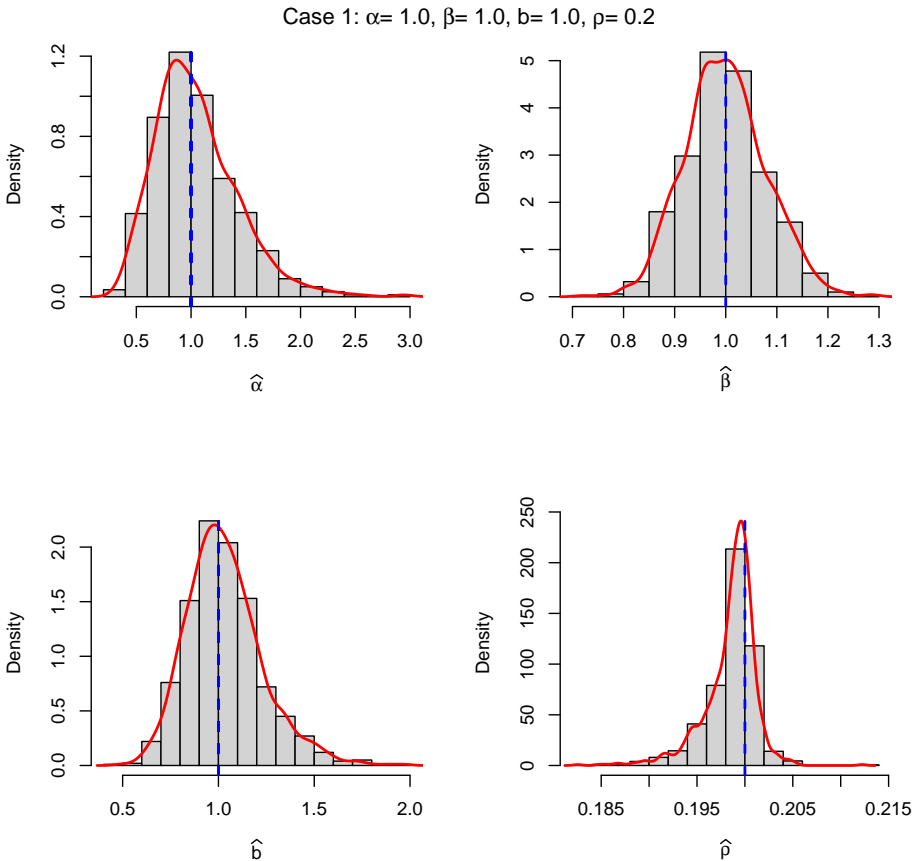 Case 1: α= 1.0, β= 1.0, b= 1.0, ρ= 0.2
Density
0.0 0.4 0.8 1.2
0.5 1.0 1.5 2.0 2.5 3.0
α̂
Density
0 1 2 3 4 5
0.7 0.8 0.9 1.0 1.1 1.2 1.3
β̂
Density
0.0 0.5 1.0 1.5 2.0
0.5 1.0 1.5 2.0
b̂
Density
0 50 100 150 200 250
0.185 0.195 0.205 0.215
ρ̂